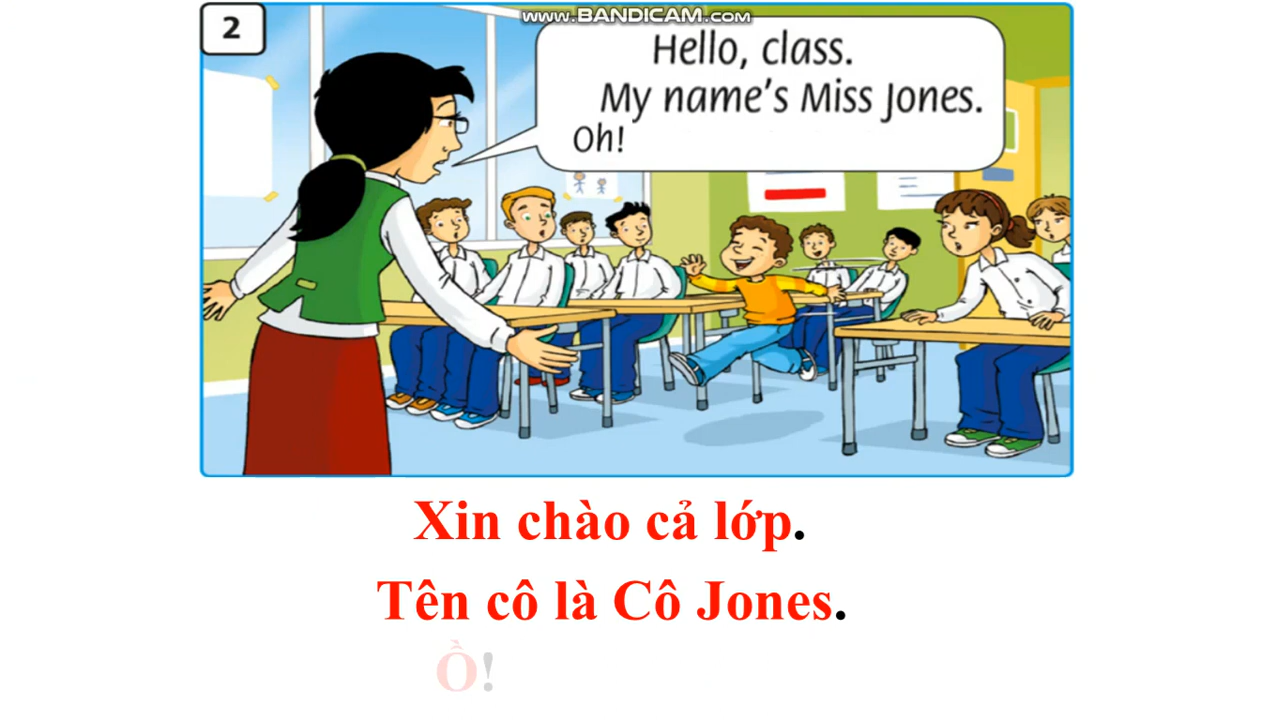 www.BANDICAM.com
2
Hello, class.
My name's Miss Jones.
Oh!
Xin chào cả lớp.
Tên cô là Cô Jones.
Ồ!